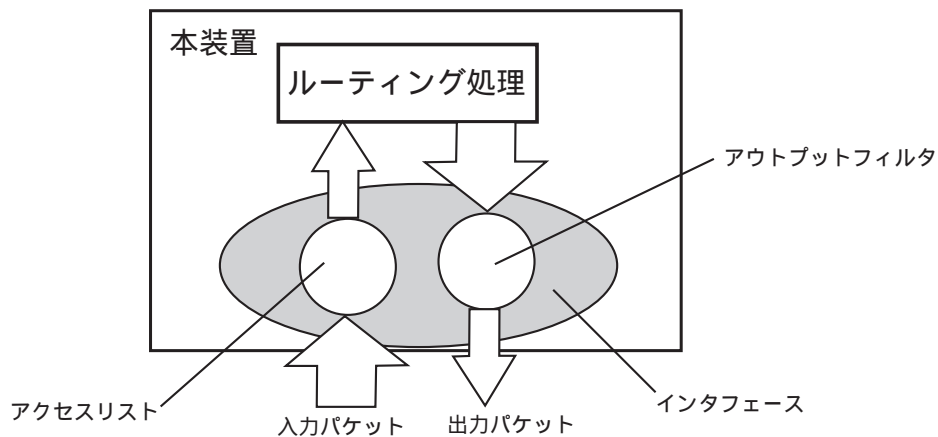 本装置
ルーティング処理
アウトプットフィルタ
アクセスリスト
入力パケット
出力パケット
インタフェース